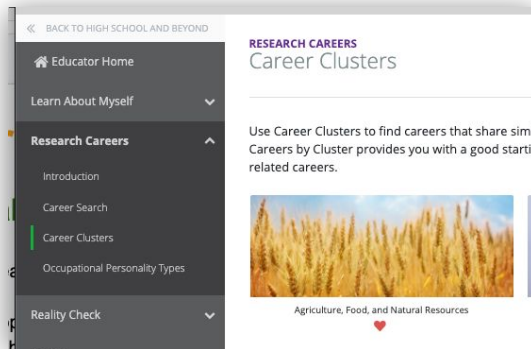 BACK TO HIGH SCHOOL AND BEYOND
Educator Home
Learn About Myself
Research Careers
Introduction
Career Search
Career Clusters
Occupational Personality Types
Reality Check
RESEARCH CAREERS
Career Clusters
Use Career Clusters to find careers that share
Careers by Cluster provides you with a good
related careers.
Agriculture, Food, and Natural Resources